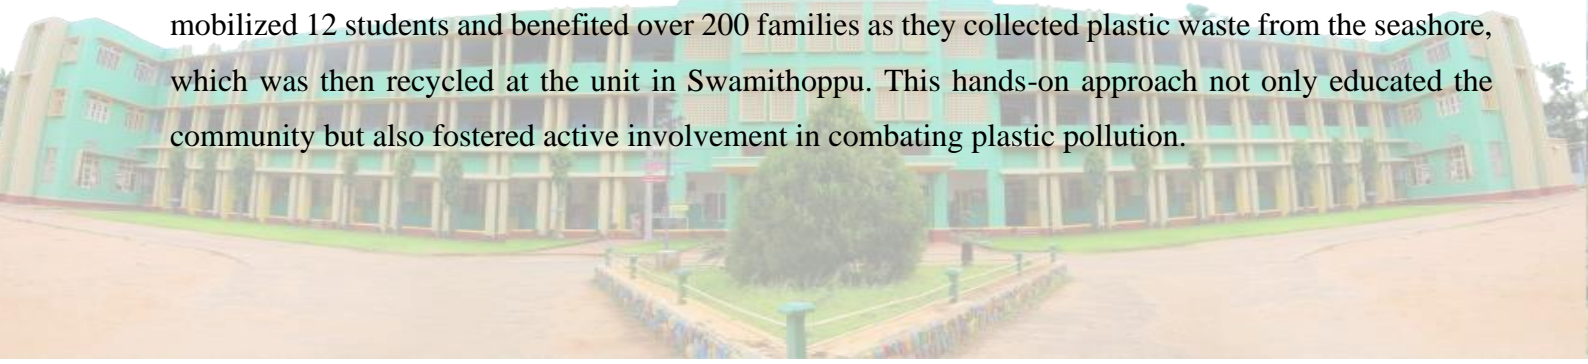 mobilized 12 students and benefited over 200 families as they collected plastic waste from the seashore,
which was then recycled at the unit in Swamithoppu. This hands-on approach not only educated the
community but also fostered active involvement in combating plastic pollution.